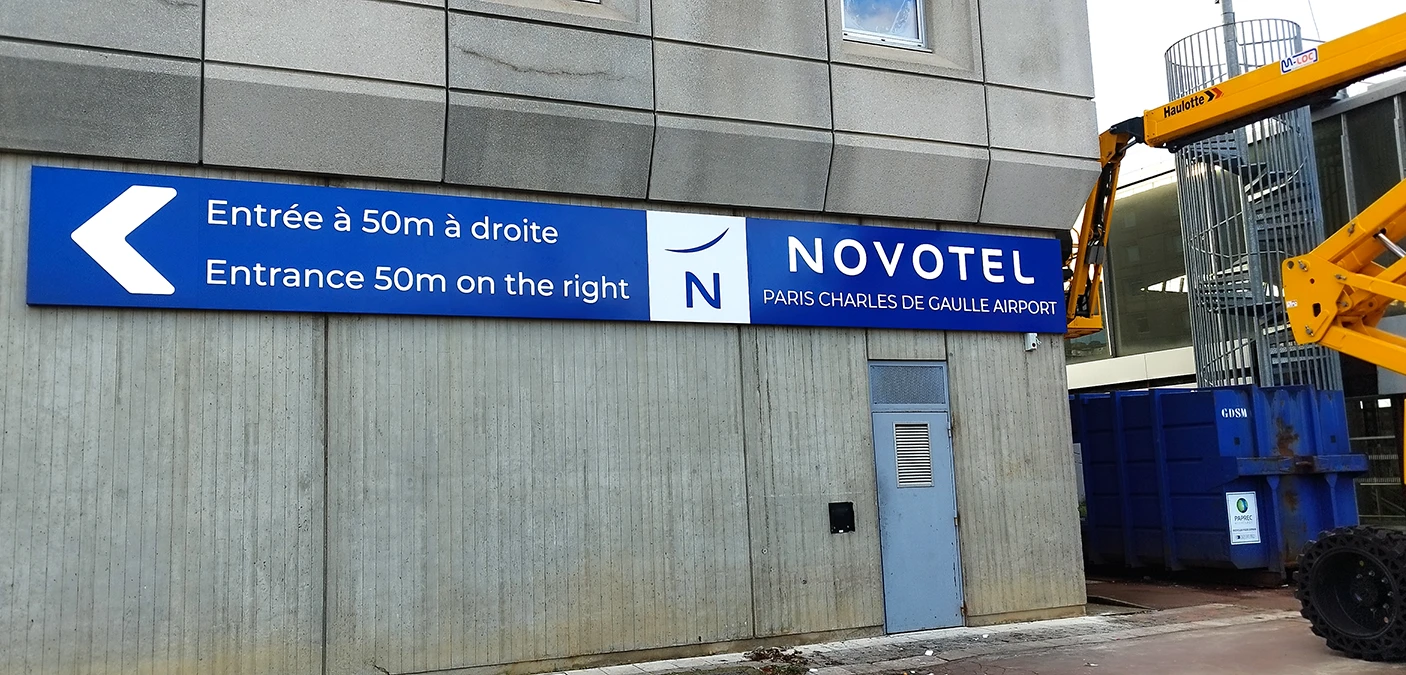 Entrée à 50m à droite
Entrance 50m on the right
N
NOVOTEL
PARIS CHARLES DE GAULLE AIRPORT
Haulotte
M-LOC
GDSM
PAPREC